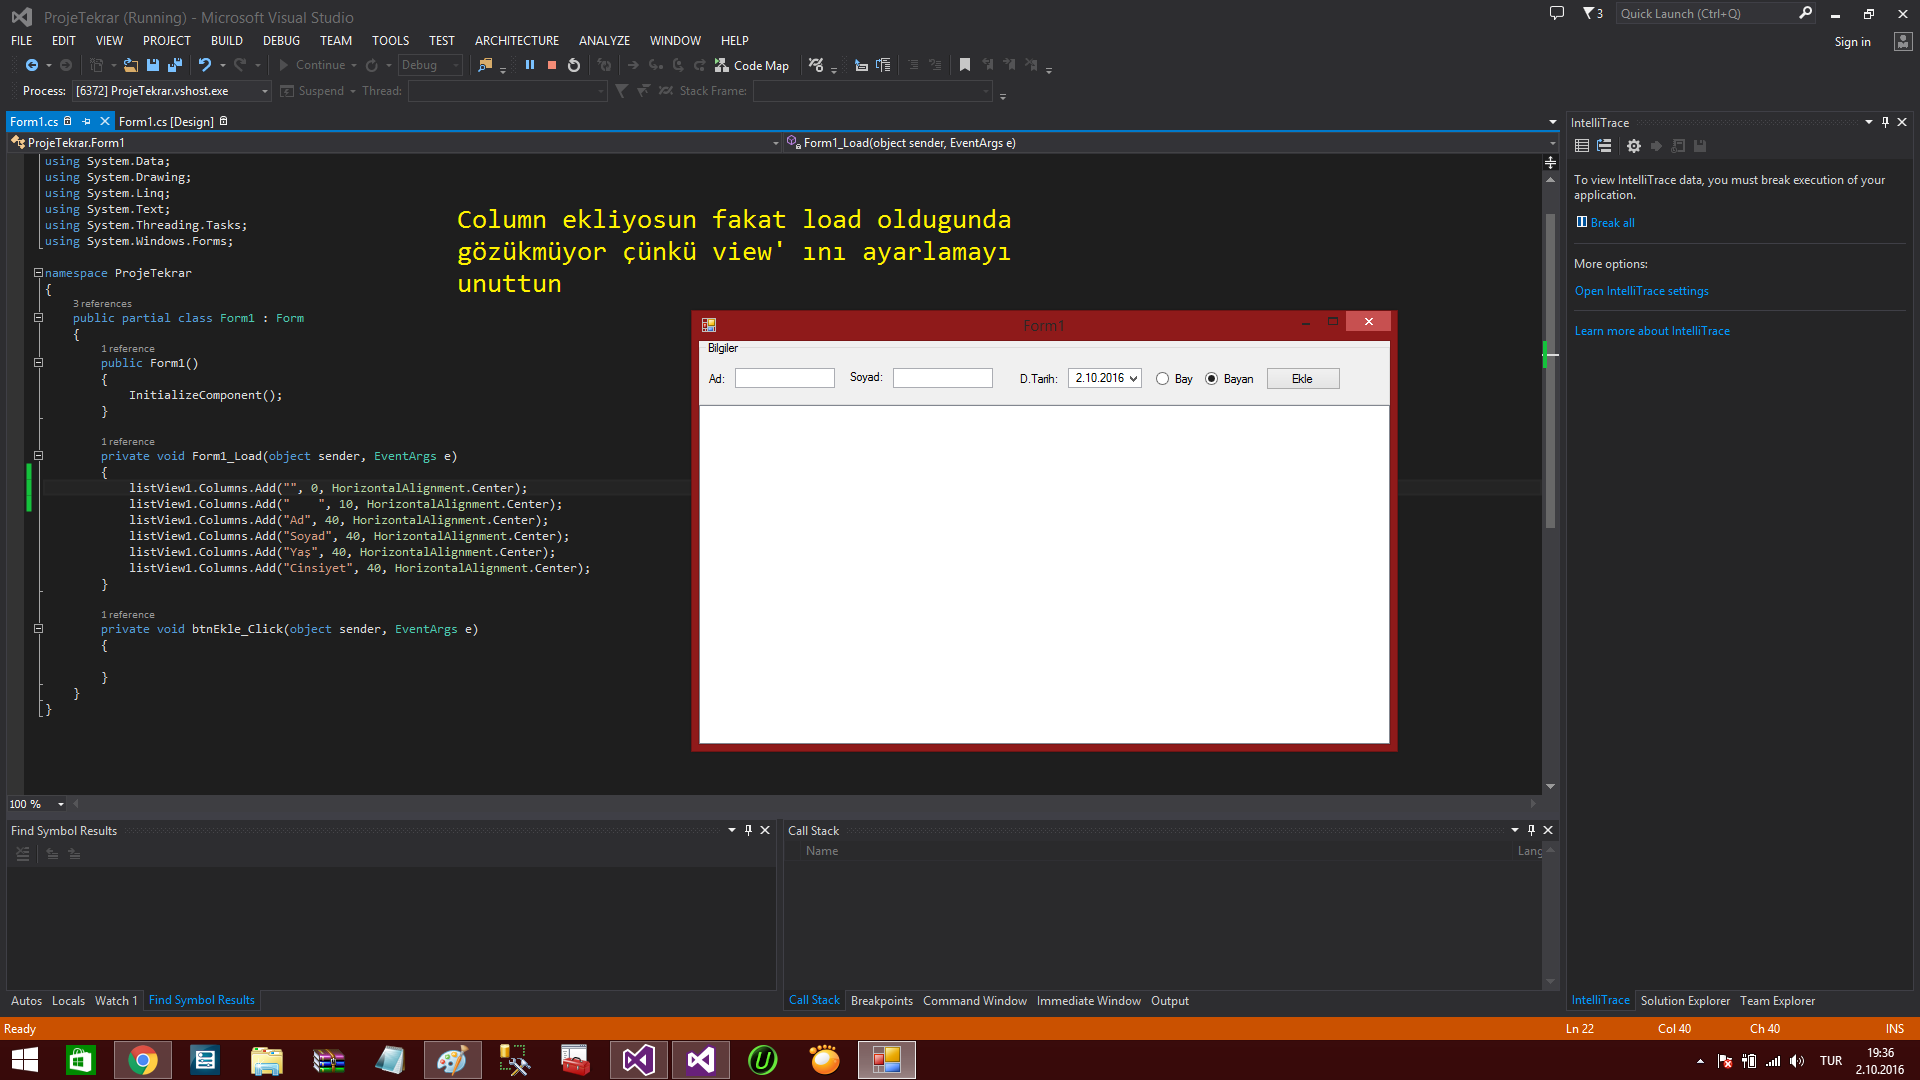 ProjeTekrar (Running) - Microsoft Visual Studio
3
Quick Launch (Ctrl+Q)
FILE EDIT VIEW PROJECT BUILD DEBUG TEAM TOOLS TEST ARCHITECTURE ANALYZE WINDOW HELP
Sign in
Continue Debug Code Map
Process: [6372] ProjeTekrar.vshost.exe Suspend Thread: Stack Frame:
Form1.cs Form1.cs [Design]
ProjeTekrar.Form1 Form1_Load(object sender, EventArgs e)
using System.Data;
using System.Drawing;
using System.Linq;
using System.Text;
using System.Threading.Tasks;
using System.Windows.Forms;
namespace ProjeTekrar
{
3 references
public partial class Form1 : Form
{
1 reference
public Form1()
{
InitializeComponent();
}
1 reference
private void Form1_Load(object sender, EventArgs e)
{
listView1.Columns.Add("", 0, HorizontalAlignment.Center);
listView1.Columns.Add("    ", 10, HorizontalAlignment.Center);
listView1.Columns.Add("Ad", 40, HorizontalAlignment.Center);
listView1.Columns.Add("Soyad", 40, HorizontalAlignment.Center);
listView1.Columns.Add("Yaş", 40, HorizontalAlignment.Center);
listView1.Columns.Add("Cinsiyet", 40, HorizontalAlignment.Center);
}
1 reference
private void btnEkle_Click(object sender, EventArgs e)
{
}
}
}
Column ekliyosun fakat load oldugunda
gözükmüyor çünkü view' ını ayarlamayı
unuttun
Form1
Bilgiler
Ad: Soyad: D.Tarih: 2.10.2016 Bay Bayan Ekle
IntelliTrace
To view IntelliTrace data, you must break execution of your
application.
Break all
More options:
Open IntelliTrace settings
Learn more about IntelliTrace
100 %
Find Symbol Results
Call Stack
Name Lang
Autos Locals Watch 1 Find Symbol Results
Call Stack Breakpoints Command Window Immediate Window Output
IntelliTrace Solution Explorer Team Explorer
Ready Ln 22 Col 40 Ch 40 INS
TUR
19:36
2.10.2016